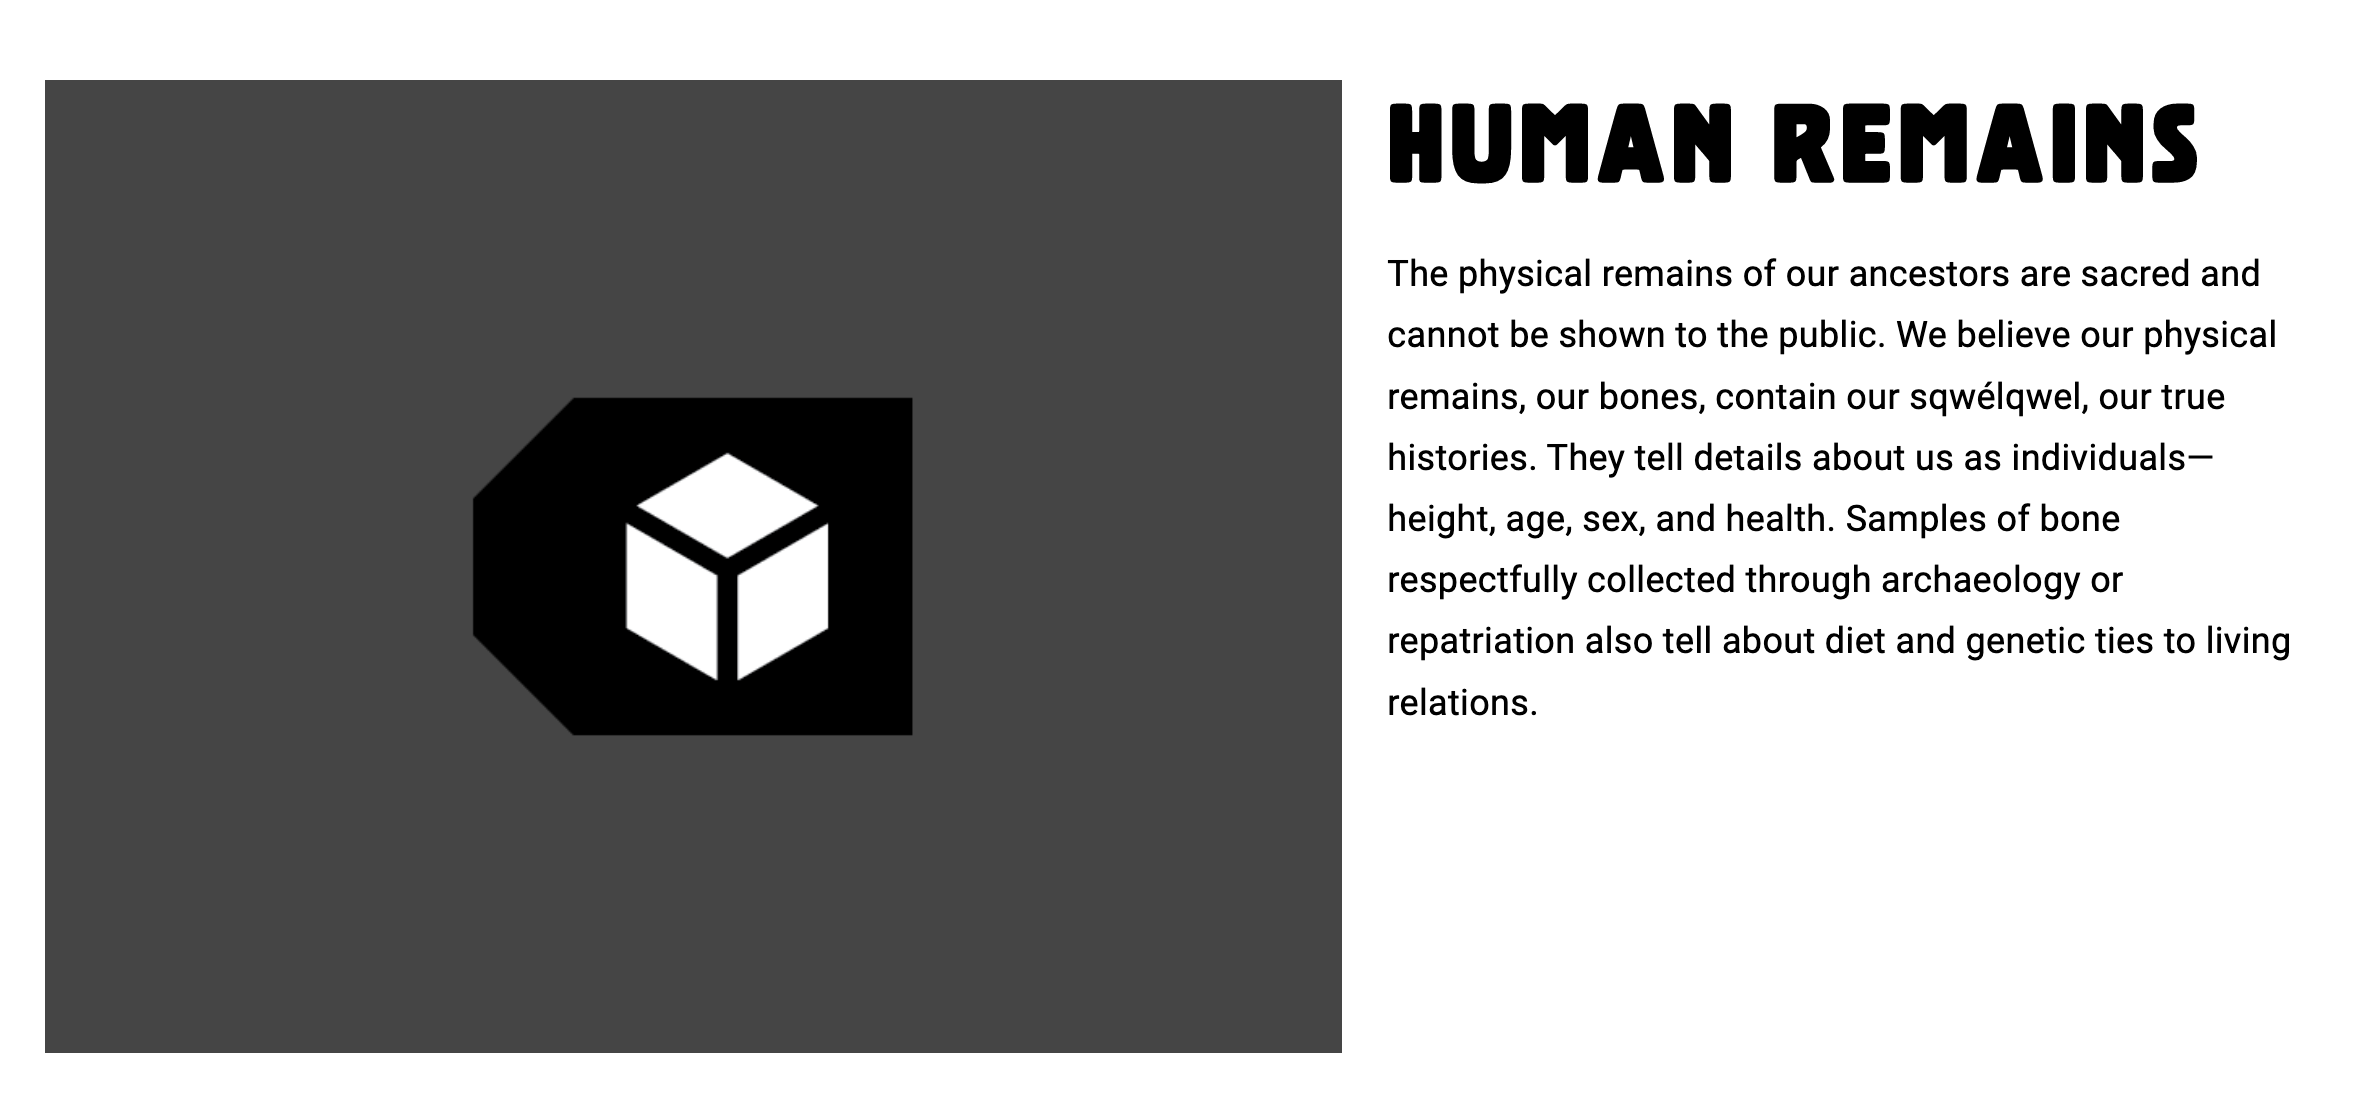 HUMAN REMAINS
The physical remains of our ancestors are sacred and
cannot be shown to the public. We believe our physical
remains, our bones, contain our sqwélqwel, our true
histories. They tell details about us as individuals—
height, age, sex, and health. Samples of bone
respectfully collected through archaeology or
repatriation also tell about diet and genetic ties to living
relations.